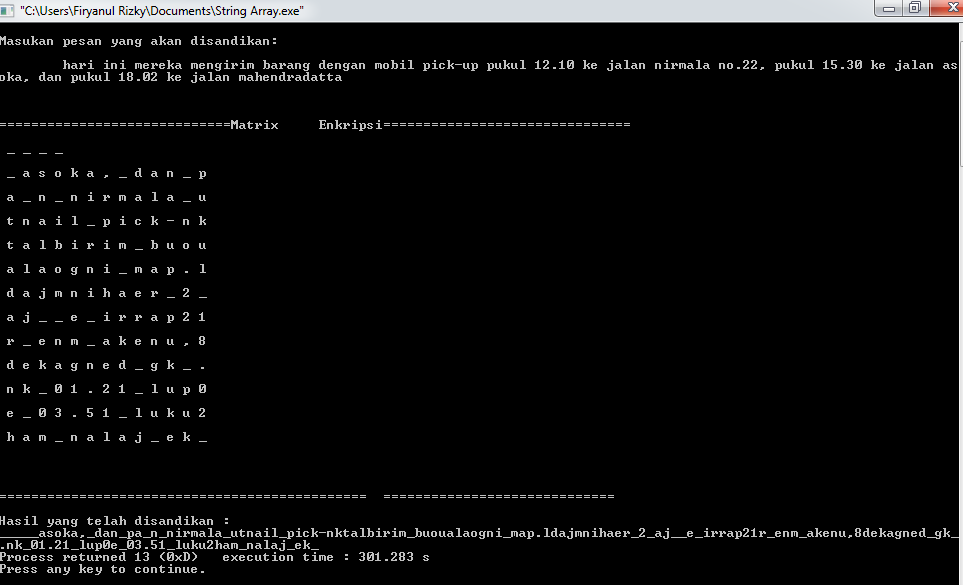 "C:\Users\Firyanul Rizky\Documents\String Array.exe"
Masukan pesan yang akan disandikan:
hari ini mereka mengirim barang dengan mobil pick-up pukul 12.10 ke jalan nirmala no.22, pukul 15.30 ke jalan as
oka, dan pukul 18.02 ke jalan mahendradatta
=============================Matrix     Enkripsi===============================
_ _ _ _
_ a s o k a , _ d a n _ p
a _ n _ n i r m a l a _ u
t n a i l _ p i c k - n k
t a l b i r i m _ b u o u
a l a o g n i _ m a p . l
d a j m n i h a e r _ 2 _
a j _ _ e _ i r r a p 2 1
r _ e n m _ a k e n u , 8
d e k a g n e d _ g k _ .
n k _ 0 1 . 2 1 _ l u p 0
e _ 0 3 . 5 1 _ l u k u 2
h a m _ n a l a j _ e k _
==============================================  =============================
Hasil yang telah disandikan :
_____asoka,_dan_pa_n_nirmala_utnail_pick-nktalbirim_buoualaogni_map.ldajmnihaer_2_aj__e_irrap21r_enm_akenu,8dekagned_gk_
.nk_01.21_lup0e_03.51_luku2ham_nalaj_ek_
Process returned 13 (0xD)   execution time : 301.283 s
Press any key to continue.